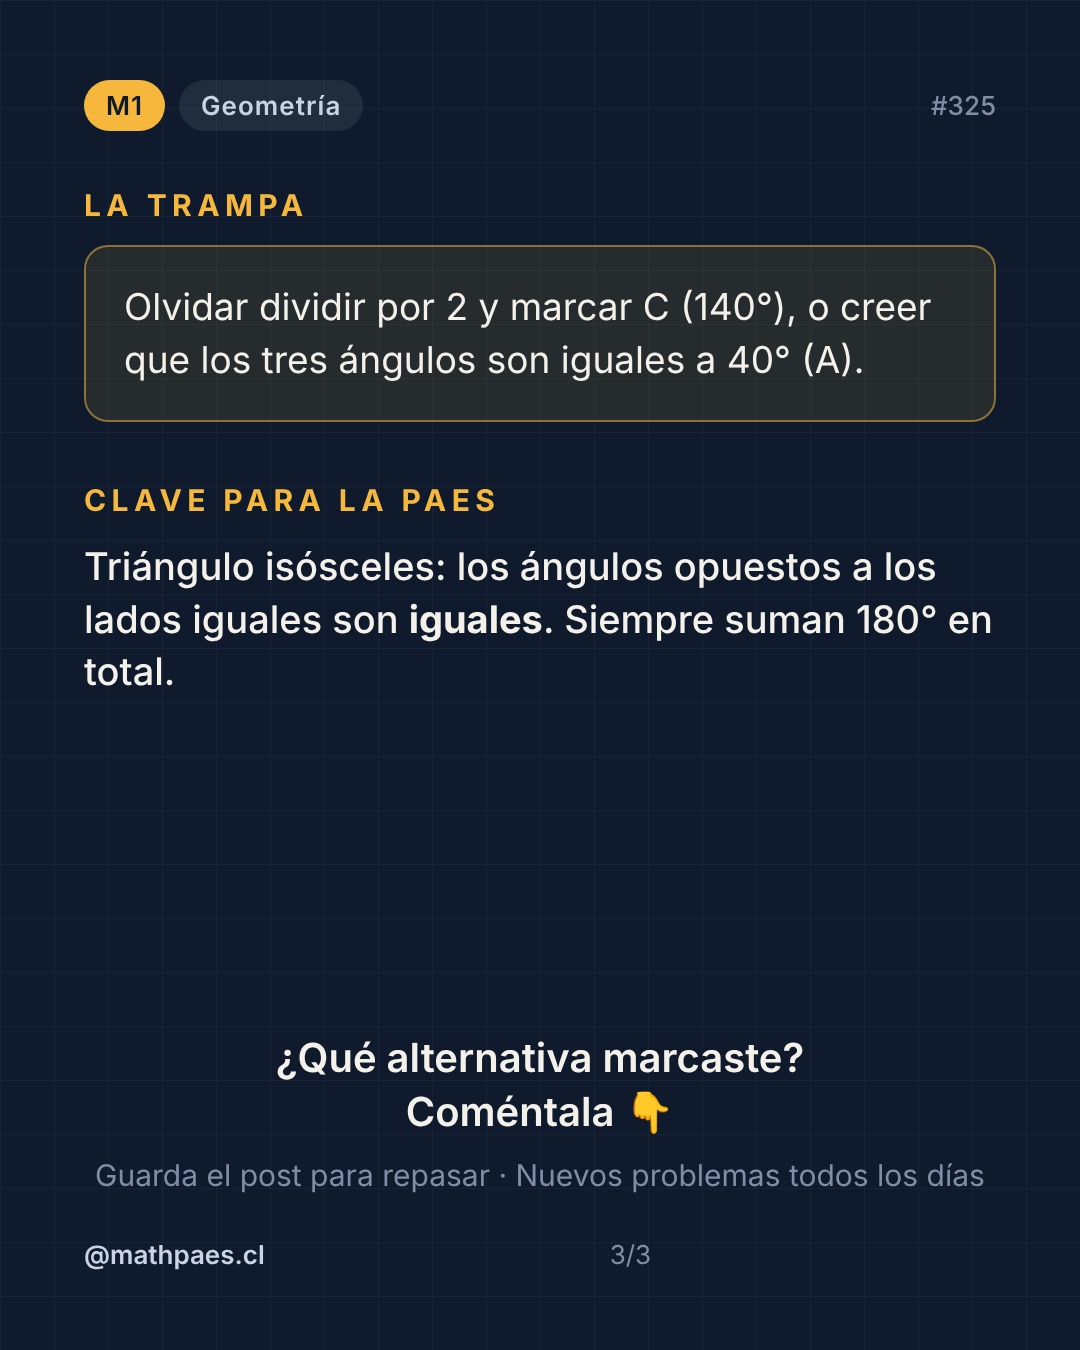 M1 Geometría #325
LA TRAMPA
Olvidar dividir por 2 y marcar C (140°), o creer
que los tres ángulos son iguales a 40° (A).
CLAVE PARA LA PAES
Triángulo isósceles: los ángulos opuestos a los
lados iguales son iguales. Siempre suman 180° en
total.
¿Qué alternativa marcaste?
Coméntala 👇
Guarda el post para repasar · Nuevos problemas todos los días
@mathpaes.cl 3/3